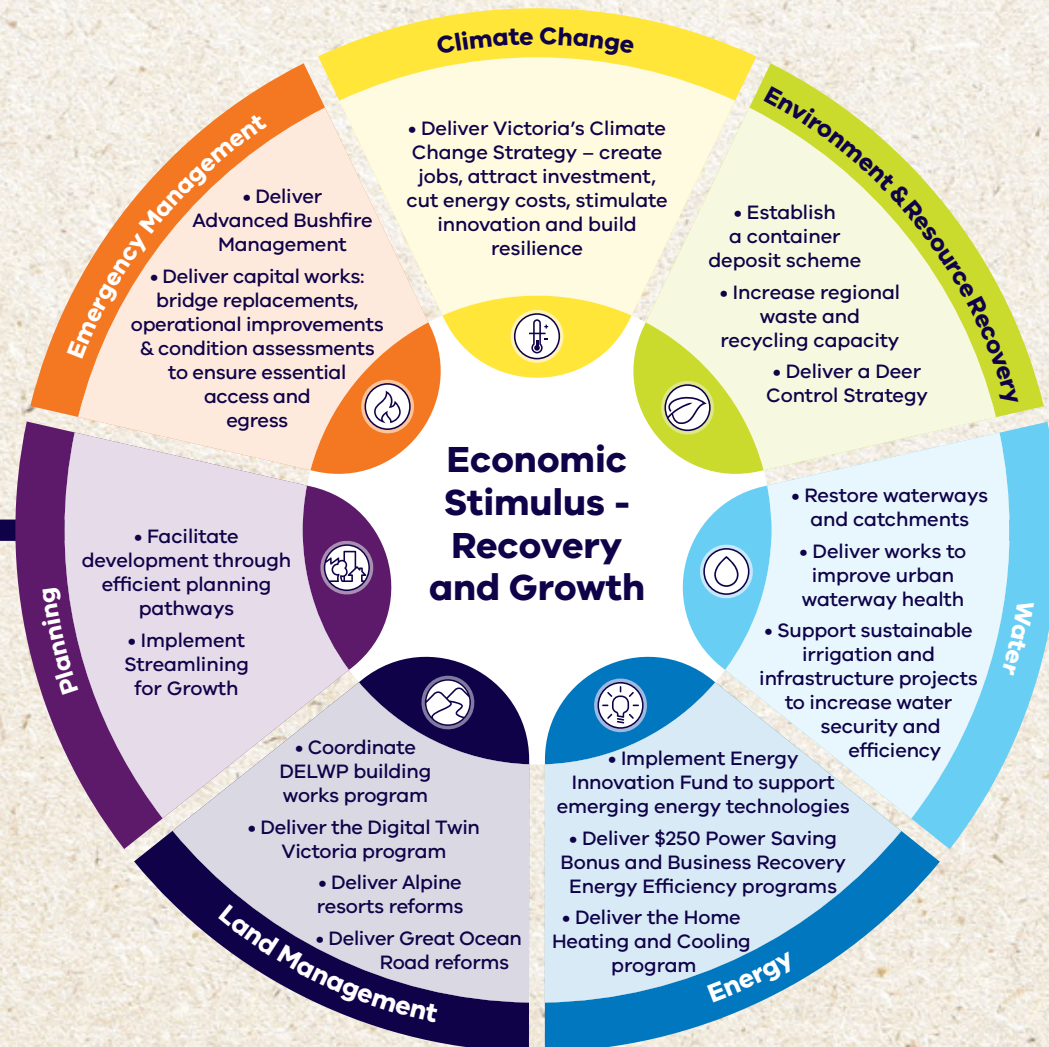 Climate Change
• Deliver Victoria's Climate
Change Strategy – create
jobs, attract investment,
cut energy costs, stimulate
innovation and build
resilience
Environment & Resource Recovery
• Establish
a container
deposit scheme
• Increase regional
waste and
recycling capacity
• Deliver a Deer
Control Strategy
Water
• Restore waterways
and catchments
• Deliver works to
improve urban
waterway health
• Support sustainable
irrigation and
infrastructure projects
to increase water
security and
efficiency
Energy
• Implement Energy
Innovation Fund to support
emerging energy technologies
• Deliver $250 Power Saving
Bonus and Business Recovery
Energy Efficiency programs
• Deliver the Home
Heating and Cooling
program
Land Management
• Coordinate
DELWP building
works program
• Deliver the Digital Twin
Victoria program
• Deliver Alpine
resorts reforms
• Deliver Great Ocean
Road reforms
Planning
• Facilitate
development through
efficient planning
pathways
• Implement
Streamlining
for Growth
Emergency Management
• Deliver
Advanced Bushfire
Management
• Deliver capital works:
bridge replacements,
operational improvements
& condition assessments
to ensure essential
access and
egress
Economic
Stimulus -
Recovery
and Growth